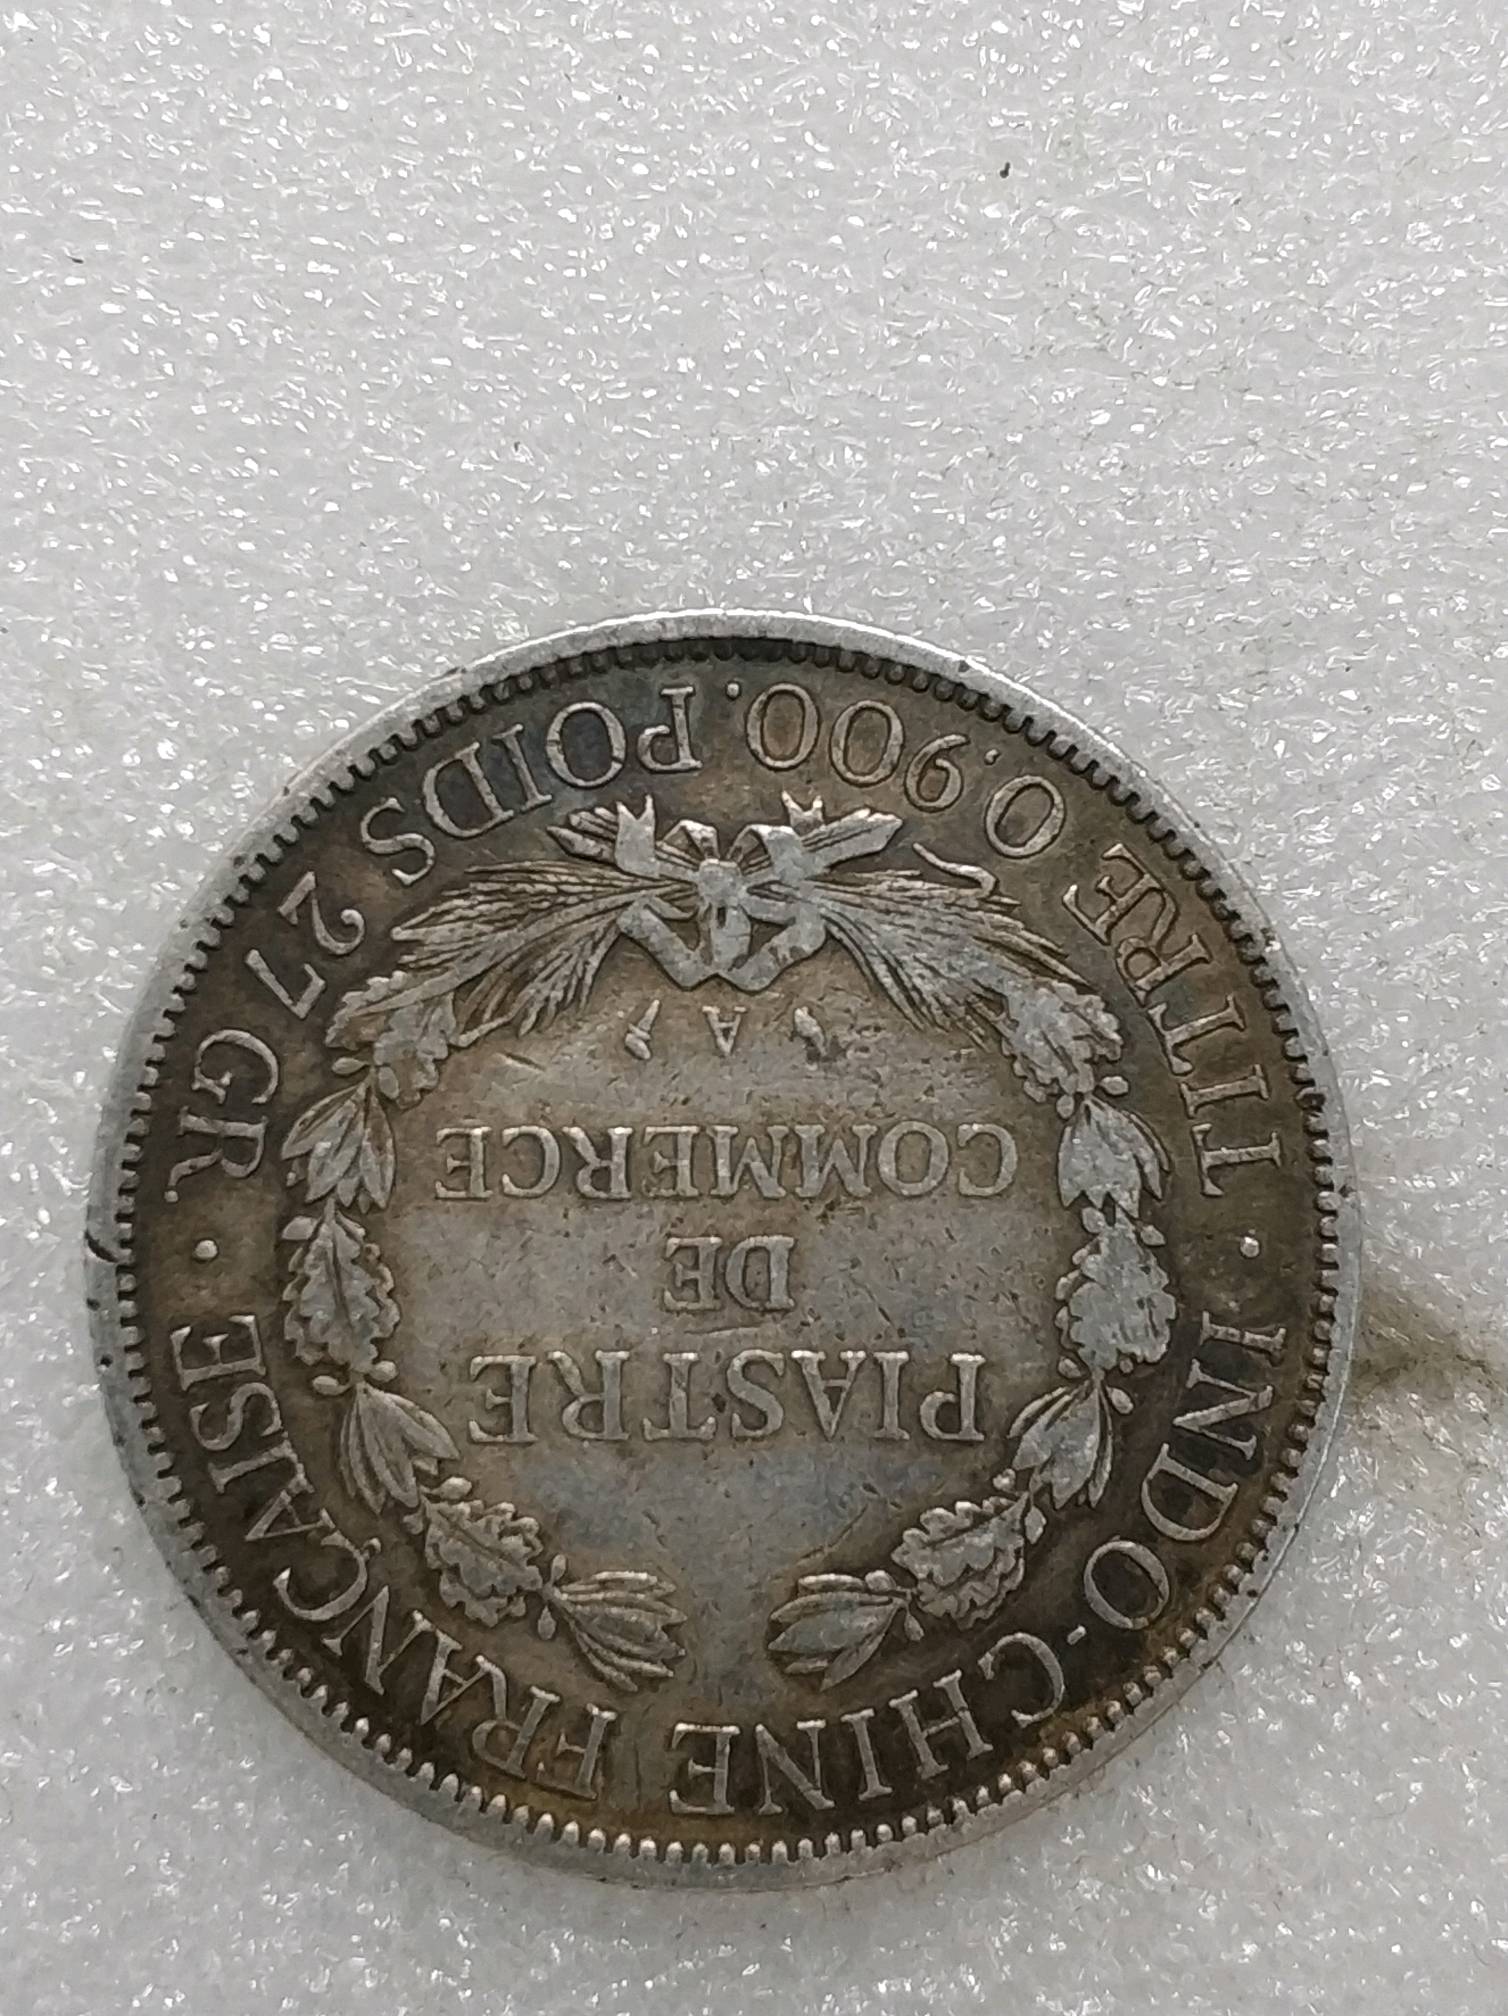 INDO-CHINE FRANÇAISE
PIASTRE
DE
COMMERCE
A
TITRE 0,900. POIDS 27 GR.